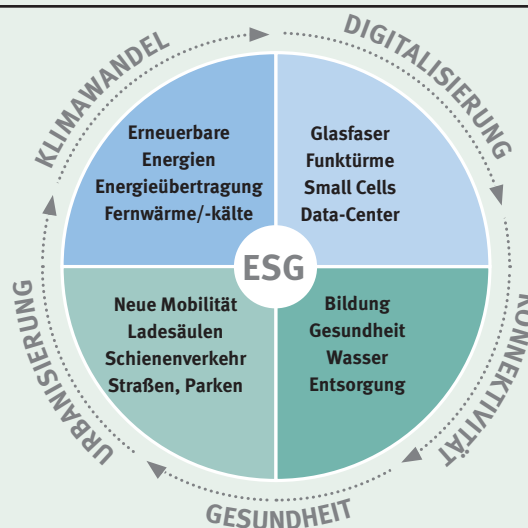 KLIMAWANDEL
DIGITALISIERUNG
Erneuerbare
Energien
Energieübertragung
Fernwärme/-kälte
Glasfaser
Funktürme
Small Cells
Data-Center
ESG
Neue Mobilität
Ladesäulen
Schienenverkehr
Straßen, Parken
Bildung
Gesundheit
Wasser
Entsorgung
URBANISIERUNG
KONNEKTIVITÄT
GESUNDHEIT